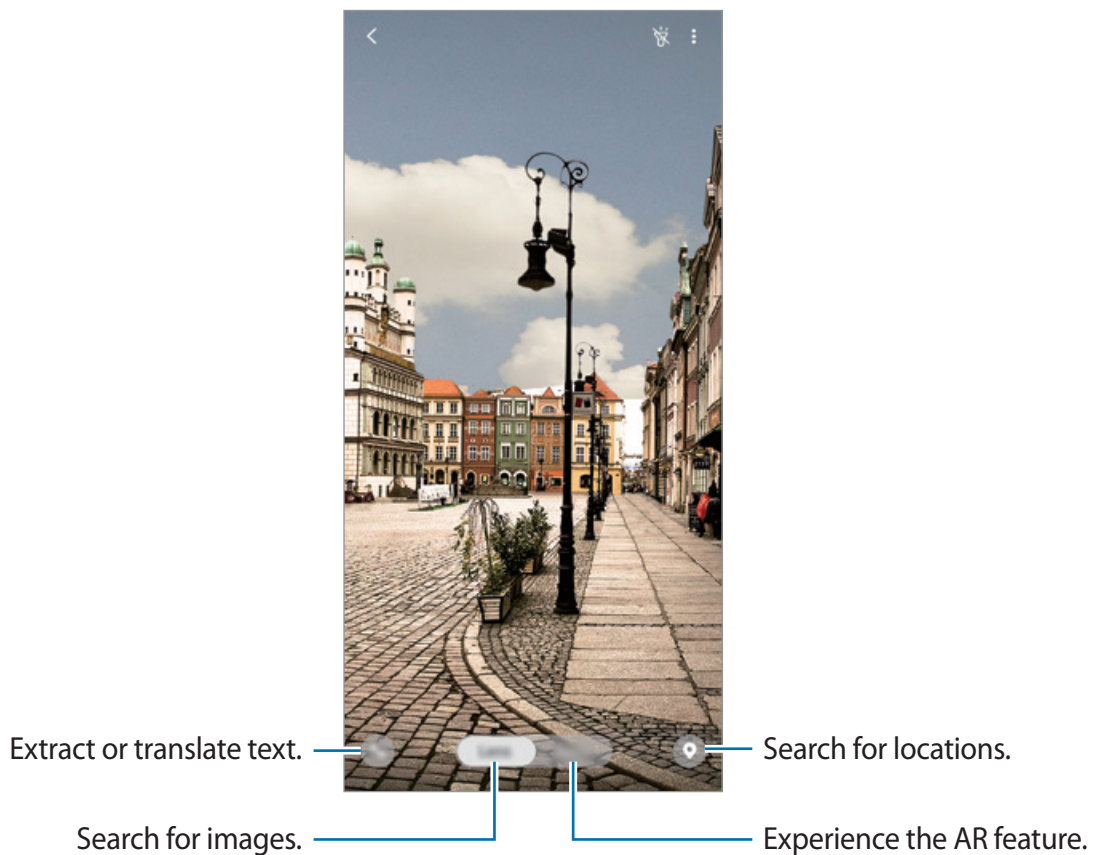 Extract or translate text.
Search for locations.
Search for images.
Experience the AR feature.